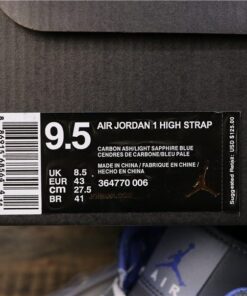 9.5
AIR JORDAN 1 HIGH STRAP
CARBON ASH/LIGHT SAPPHIRE BLUE
CENDRES DE CARBONE/BLEU PALE
MADE IN CHINA / FABRIQUE EN CHINE /
HECHO EN CHINA
UK 8.5
EUR 43
cm 27.5
BR 41
364770 006
Suggested Retail: USD $125.00
AIR